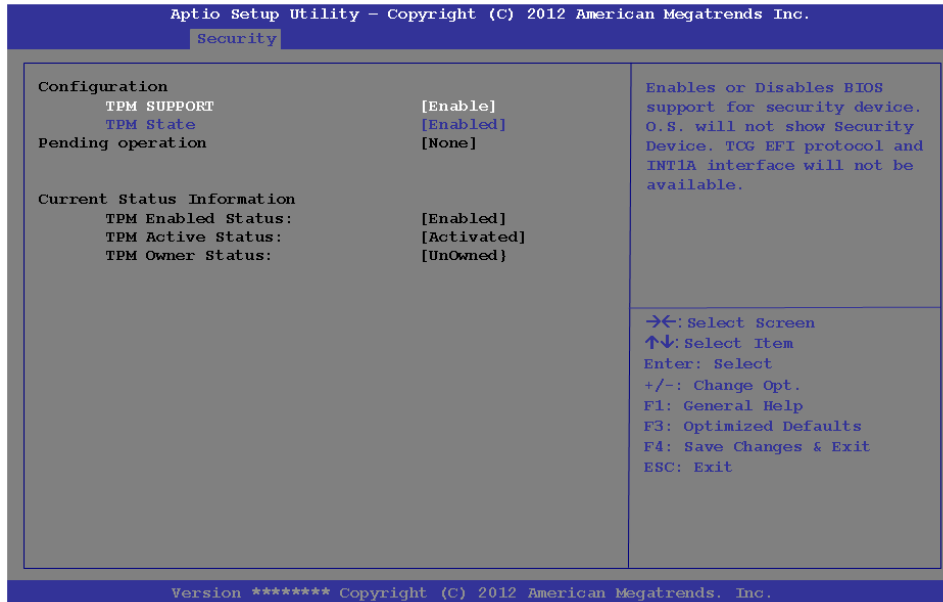 Aptio Setup Utility – Copyright (C) 2012 American Megatrends Inc.
Security
Configuration
TPM SUPPORT [Enable]
TPM State [Enabled]
Pending operation [None]
Current Status Information
TPM Enabled Status: [Enabled]
TPM Active Status: [Activated]
TPM Owner Status: [UnOwned}
Enables or Disables BIOS
support for security device.
O.S. will not show Security
Device. TCG EFI protocol and
INT1A interface will not be
available.
→←: Select Screen
↑↓: Select Item
Enter: Select
+/-: Change Opt.
F1: General Help
F3: Optimized Defaults
F4: Save Changes & Exit
ESC: Exit
Version ******** Copyright (C) 2012 American Megatrends. Inc.